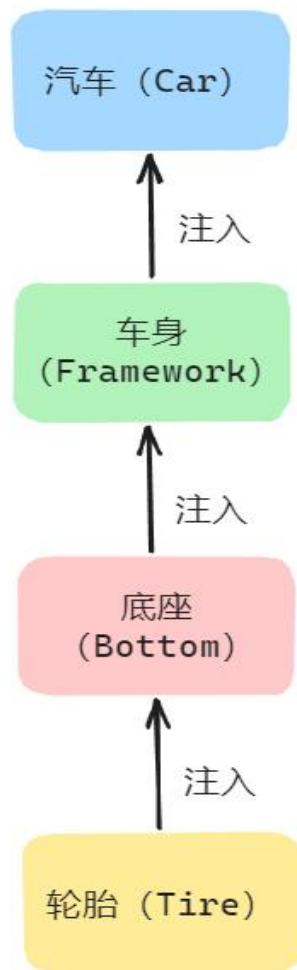 汽车 (Car)
注入
车身
(Framework)
注入
底座
(Bottom)
注入
轮胎 (Tire)